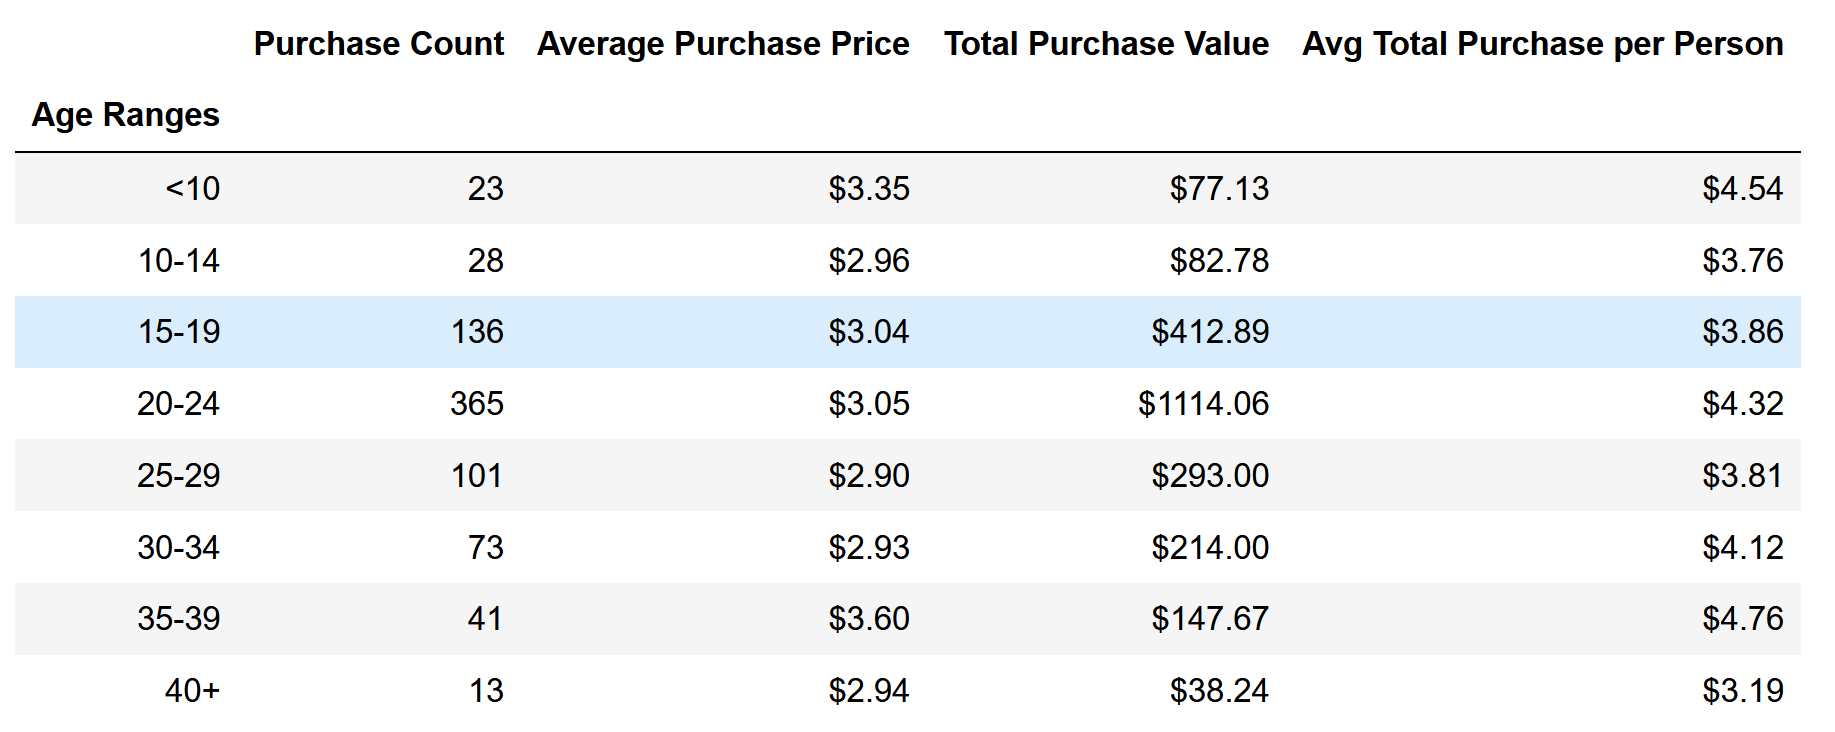 Purchase Count Average Purchase Price Total Purchase Value Avg Total Purchase per Person
Age Ranges
<10 23 $3.35 $77.13 $4.54
10-14 28 $2.96 $82.78 $3.76
15-19 136 $3.04 $412.89 $3.86
20-24 365 $3.05 $1114.06 $4.32
25-29 101 $2.90 $293.00 $3.81
30-34 73 $2.93 $214.00 $4.12
35-39 41 $3.60 $147.67 $4.76
40+ 13 $2.94 $38.24 $3.19